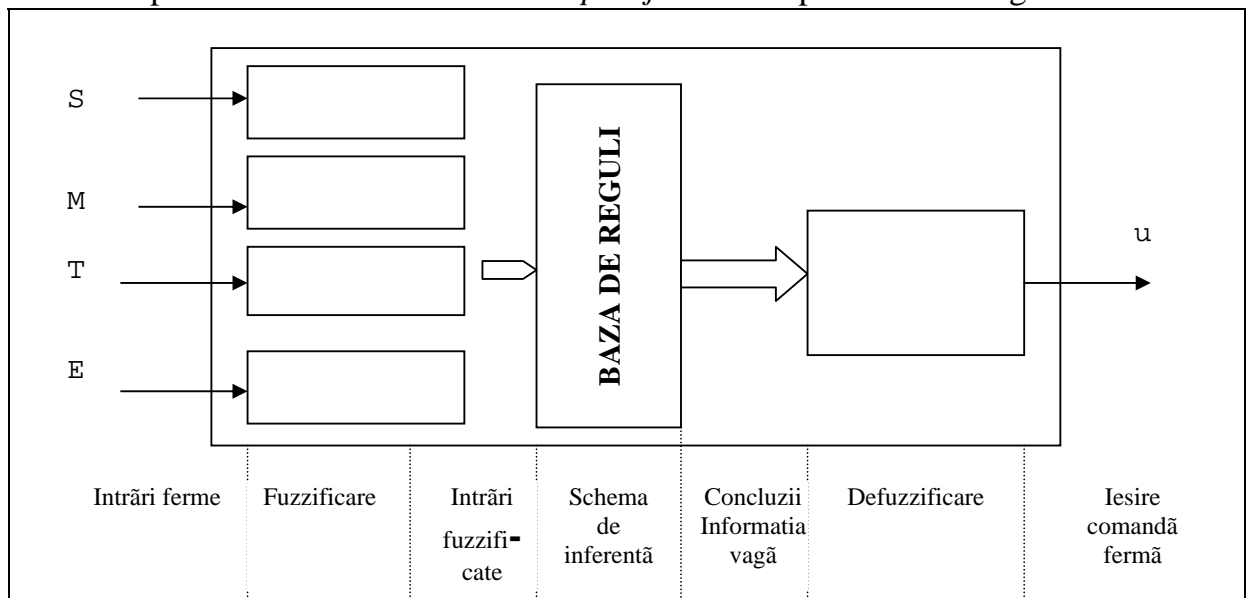 S
M
T
E
BAZA DE REGULI
u
Intrãri ferme
Fuzzificare
Intrãri
fuzzifi-
cate
Schema
de
inferentã
Concluzii
Informatia
vagã
Defuzzificare
Iesire
comandã
fermã